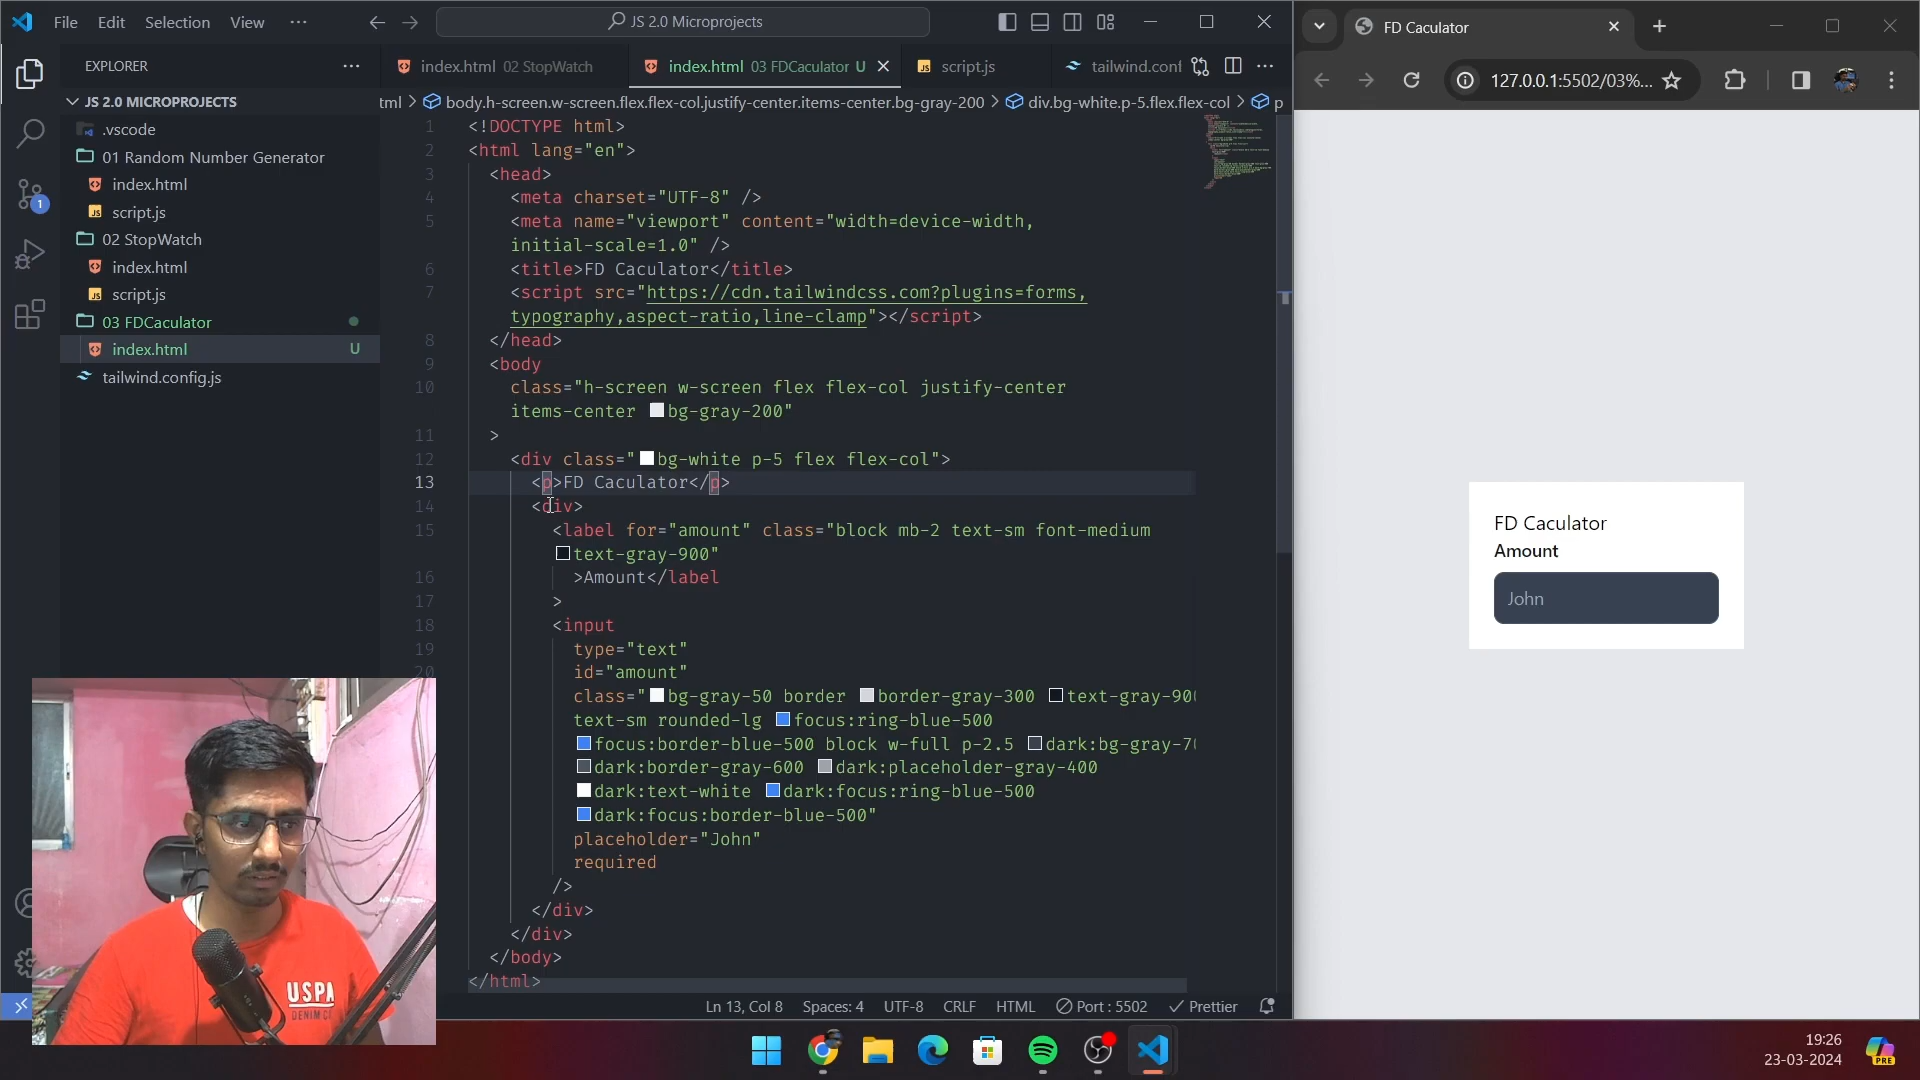 File Edit Selection View ··· JS 2.0 Microprojects
FD Caculator
EXPLORER ···
index.html 02 StopWatch
index.html 03 FDCaculator U
script.js
tailwind.conf
127.0.0.1:5502/03%...
JS 2.0 MICROPROJECTS
tml > body.h-screen.w-screen.flex.flex-col.justify-center.items-center.bg-gray-200 > div.bg-white.p-5.flex.flex-col > p
.vscode
01 Random Number Generator
index.html
script.js
02 StopWatch
index.html
script.js
03 FDCaculator
index.html U
tailwind.config.js
1
1 <!DOCTYPE html>
2 <html lang="en">
3 <head>
4 <meta charset="UTF-8" />
5 <meta name="viewport" content="width=device-width,
initial-scale=1.0" />
6 <title>FD Caculator</title>
7 <script src="https://cdn.tailwindcss.com?plugins=forms,
typography,aspect-ratio,line-clamp"></script>
8 </head>
9 <body
10 class="h-screen w-screen flex flex-col justify-center
items-center bg-gray-200"
11 >
12 <div class="bg-white p-5 flex flex-col">
13 <p>FD Caculator</p>
14 <div>
15 <label for="amount" class="block mb-2 text-sm font-medium
text-gray-900"
16 >Amount</label
17 >
18 <input
19 type="text"
20 id="amount"
class="bg-gray-50 border border-gray-300 text-gray-900
text-sm rounded-lg focus:ring-blue-500
focus:border-blue-500 block w-full p-2.5 dark:bg-gray-70
dark:border-gray-600 dark:placeholder-gray-400
dark:text-white dark:focus:ring-blue-500
dark:focus:border-blue-500"
placeholder="John"
required
/>
</div>
</div>
</body>
</html>
FD Caculator
Amount
John
USPA
DENIM CO
Ln 13, Col 8 Spaces: 4 UTF-8 CRLF HTML Port : 5502 Prettier
19:26
23-03-2024
PRE